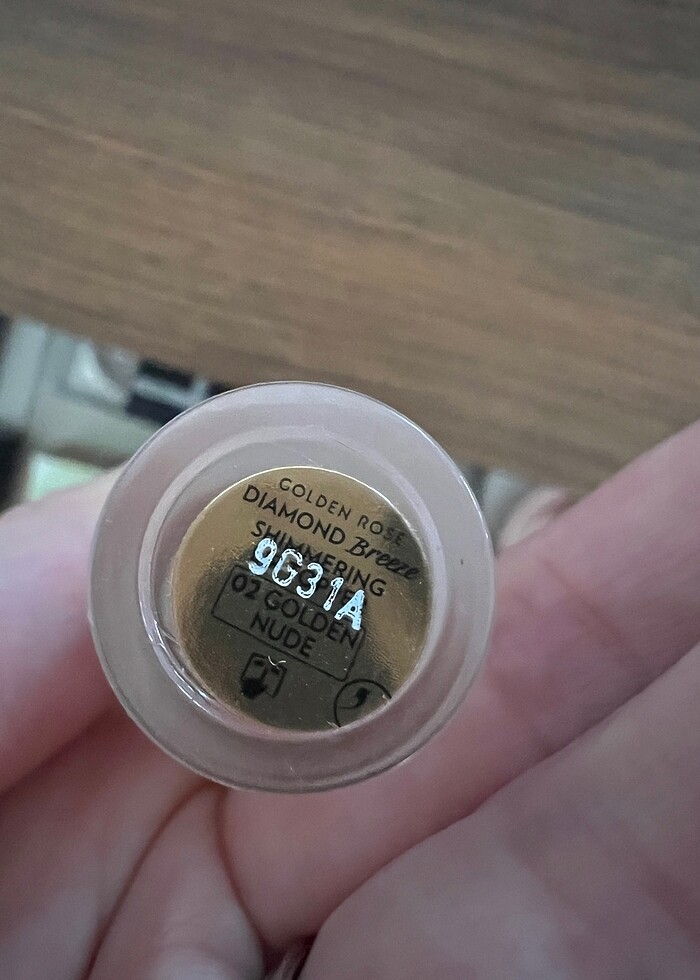 GOLDEN ROSE
DIAMOND Breeze
SHIMMERING
9G31A
02 GOLDEN
NUDE